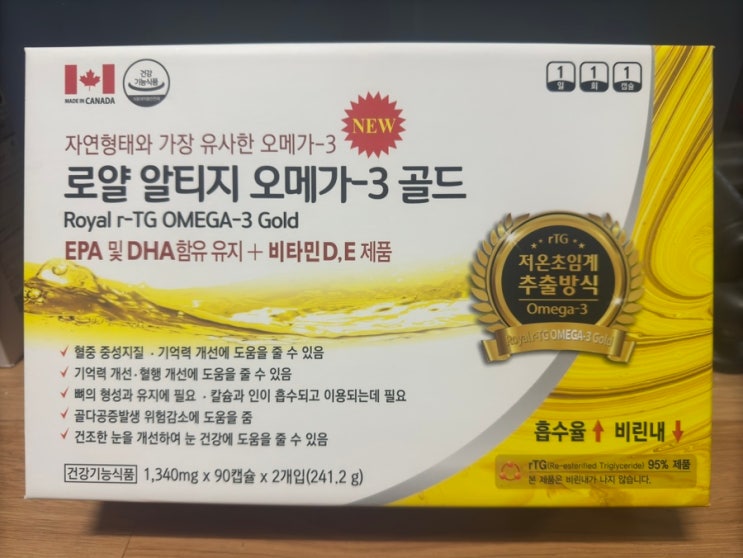 MADE IN CANADA
건강
기능식품
1
일
1
회
1
캡슐
NEW
자연형태와 가장 유사한 오메가-3
로얄 알티지 오메가-3 골드
Royal r-TG OMEGA-3 Gold
EPA 및 DHA 함유 유지 + 비타민 D, E 제품
rTG
저온초임계
추출방식
Omega-3
Royal r-TG OMEGA-3 Gold
혈중 중성지질 · 기억력 개선에 도움을 줄 수 있음
기억력 개선 · 혈행 개선에 도움을 줄 수 있음
뼈의 형성과 유지에 필요 · 칼슘과 인이 흡수되고 이용되는데 필요
골다공증발생 위험감소에 도움을 줌
건조한 눈을 개선하여 눈 건강에 도움을 줄 수 있음
흡수율 ↑ 비린내 ↓
rTG(Re-esterified Triglyceride) 95% 제품
본 제품은 비린내가 나지 않습니다.
건강기능식품 1,340mg x 90캡슐 x 2개입(241.2 g)